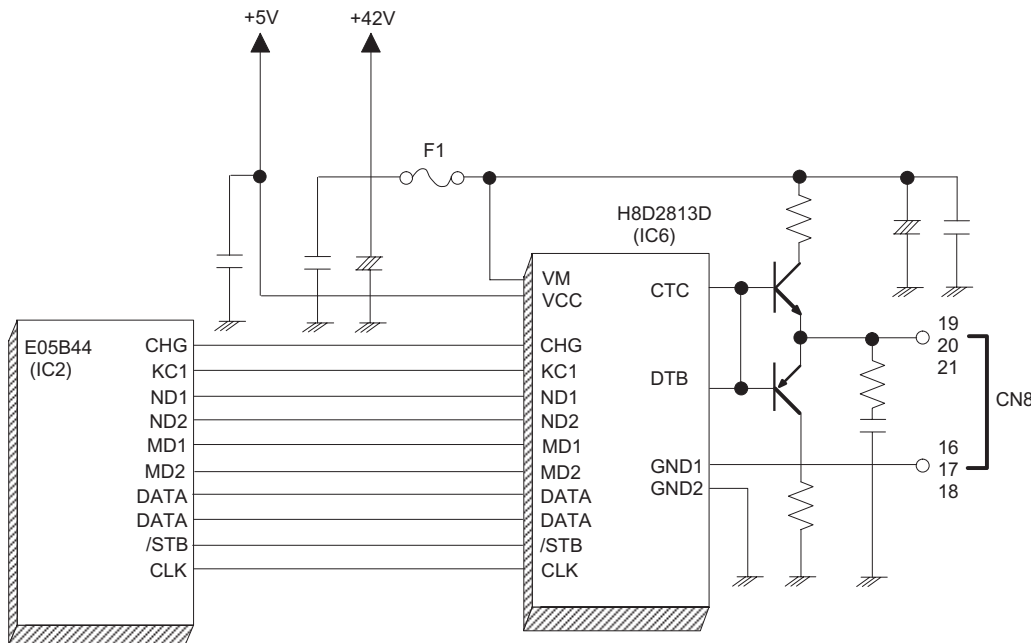 +5V
+42V
F1
H8D2813D
(IC6)
VM
VCC
CTC
E05B44
(IC2)
CHG
KC1
ND1
ND2
MD1
MD2
DATA
DATA
/STB
CLK
CHG
KC1
ND1
ND2
MD1
MD2
DATA
DATA
/STB
CLK
DTB
GND1
GND2
19
20
21
CN8
16
17
18